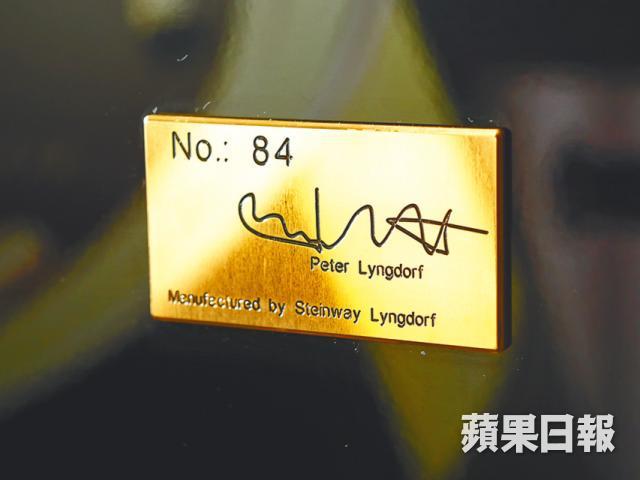 No.: 84
Peter Lyngdorf
Manufactured by Steinway Lyngdorf
蘋果日報